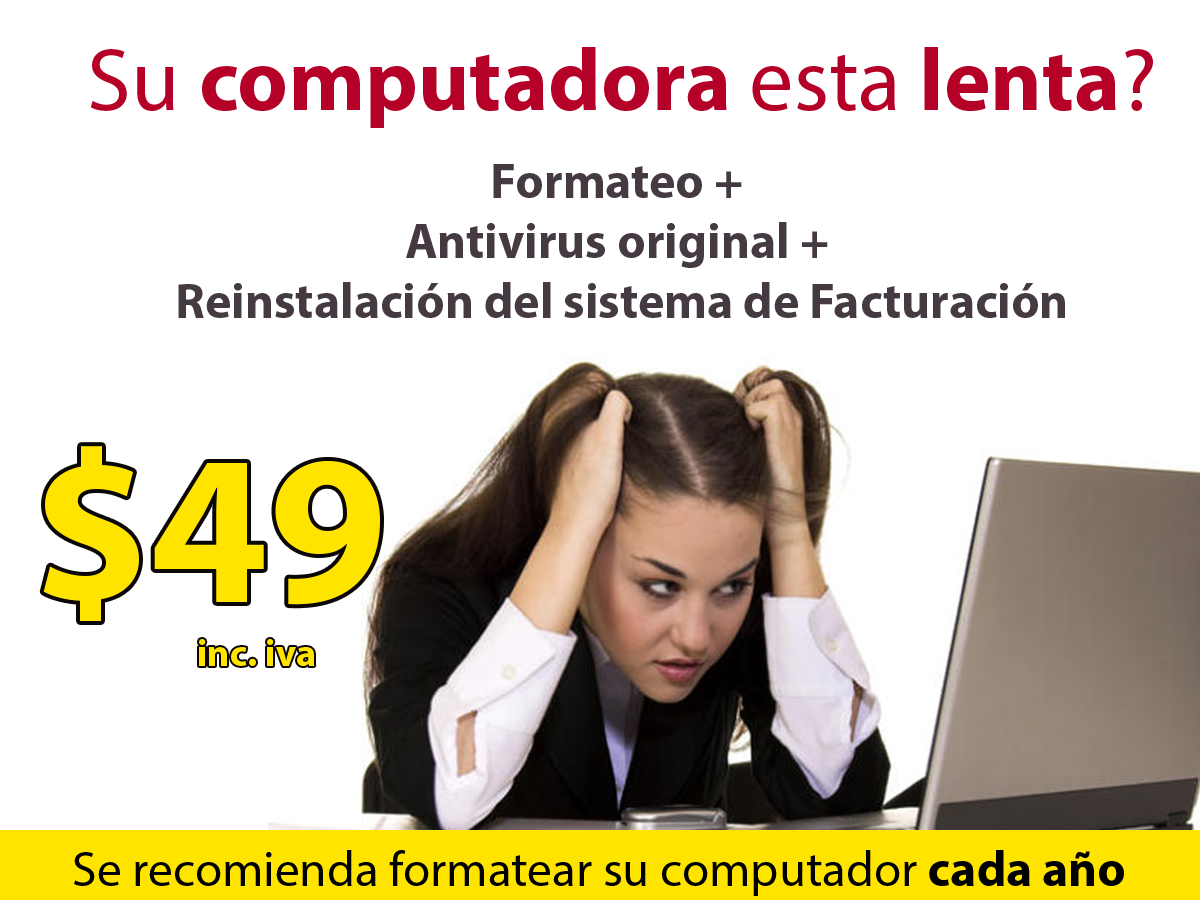 Su computadora esta lenta?
Formateo +
Antivirus original +
Reinstalación del sistema de Facturación
$49
inc. iva
Se recomienda formatear su computador cada año